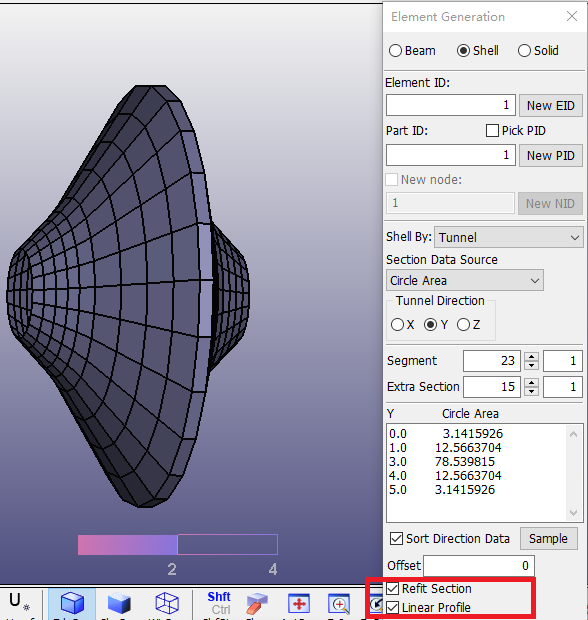 Element Generation
Beam Shell Solid
Element ID:
1 New EID
Part ID: Pick PID
1 New PID
New node:
1 New NID
Shell By: Tunnel
Section Data Source
Circle Area
Tunnel Direction
X Y Z
Segment 23 1
Extra Section 15 1
Y Circle Area
0.0 3.1415926
1.0 12.5663704
3.0 78.539815
4.0 12.5663704
5.0 3.1415926
Sort Direction Data Sample
Offset 0
Refit Section
Linear Profile
2 4
U
Shft
Ctrl